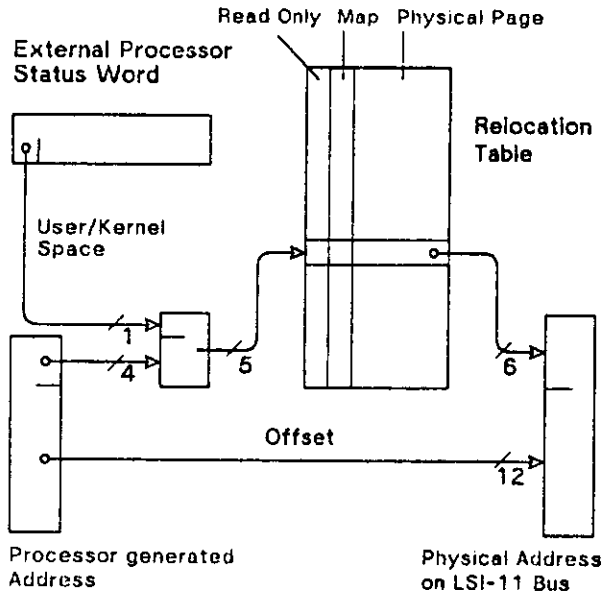 Read Only Map Physical Page
External Processor
Status Word
Relocation
Table
User/Kernel
Space
1
4
5
6
Offset
12
Processor generated
Address
Physical Address
on LSI-11 Bus